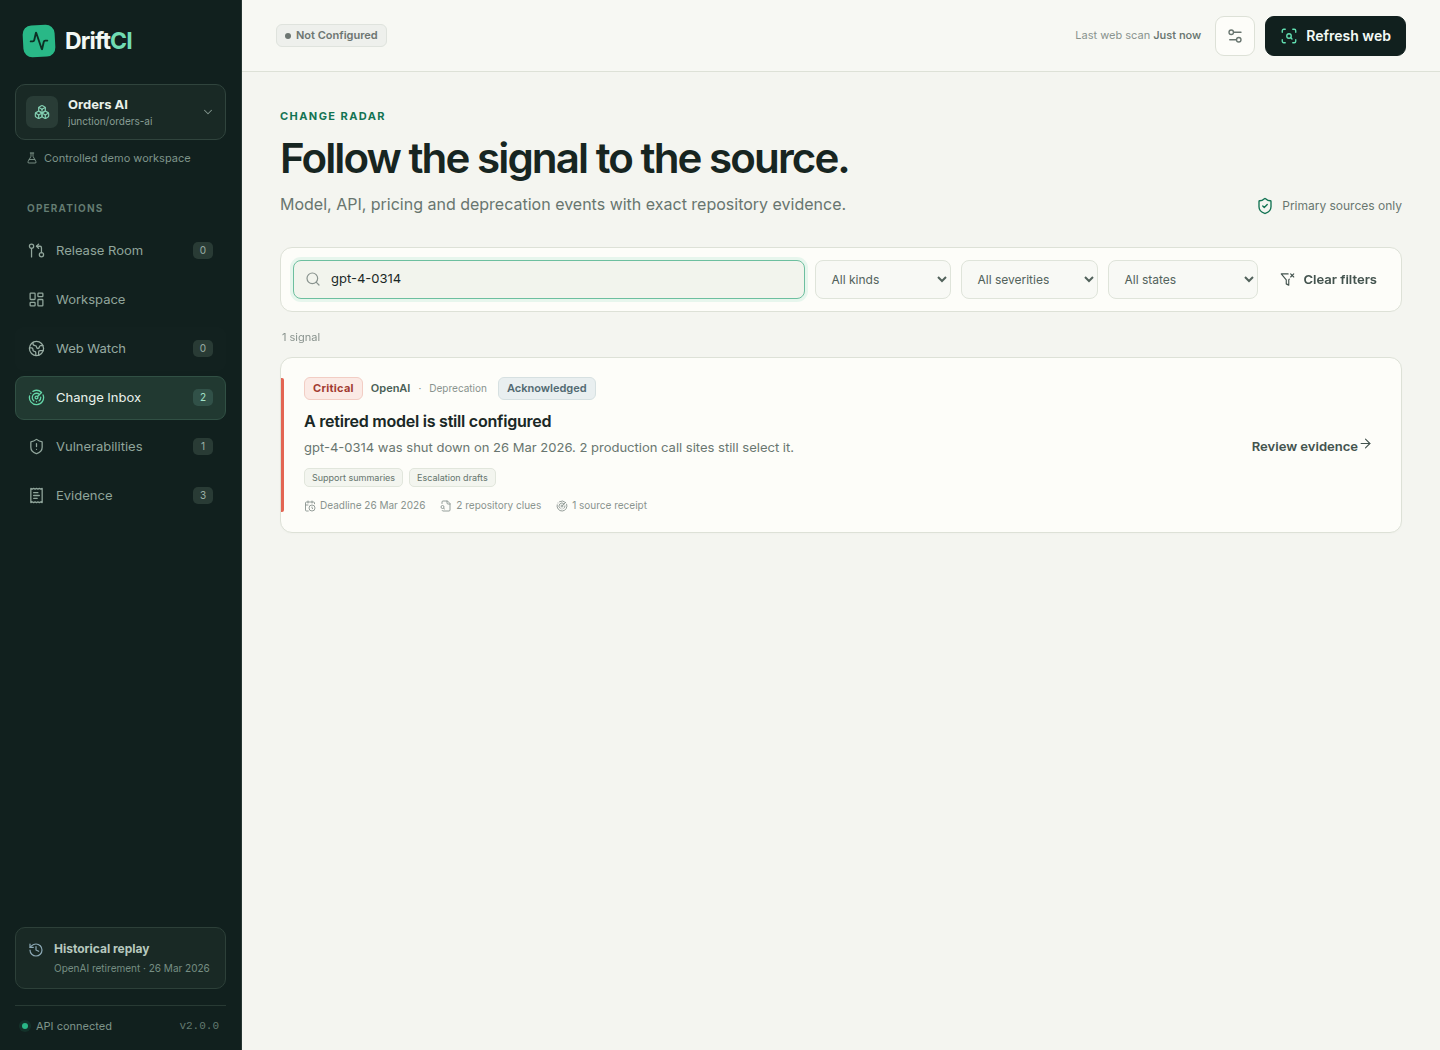 DriftCI
Orders AI
junction/orders-ai
Controlled demo workspace
OPERATIONS
Release Room 0
Workspace
Web Watch 0
Change Inbox 2
Vulnerabilities 1
Evidence 3
Historical replay
OpenAI retirement · 26 Mar 2026
API connected v2.0.0
Not Configured
Last web scan Just now
Refresh web
CHANGE RADAR
Follow the signal to the source.
Model, API, pricing and deprecation events with exact repository evidence.
Primary sources only
gpt-4-0314
All kinds
All severities
All states
Clear filters
1 signal
Critical OpenAI · Deprecation Acknowledged
A retired model is still configured
gpt-4-0314 was shut down on 26 Mar 2026. 2 production call sites still select it.
Review evidence
Support summaries Escalation drafts
Deadline 26 Mar 2026 2 repository clues 1 source receipt